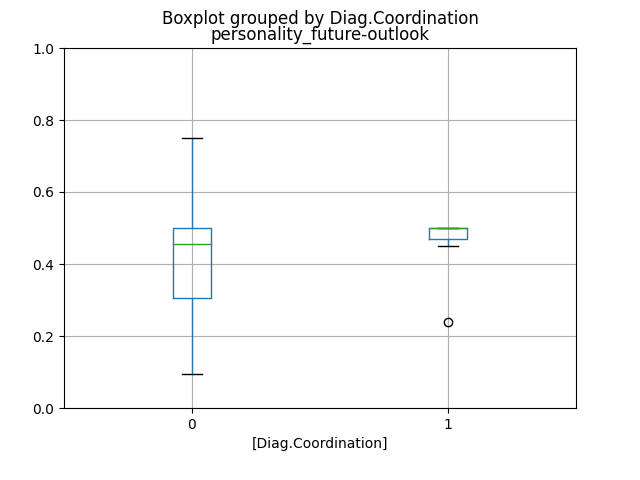 Boxplot grouped by Diag.Coordination
personality_future-outlook
1.0
0.8
0.6
0.4
0.2
0.0
0 1
[Diag.Coordination]